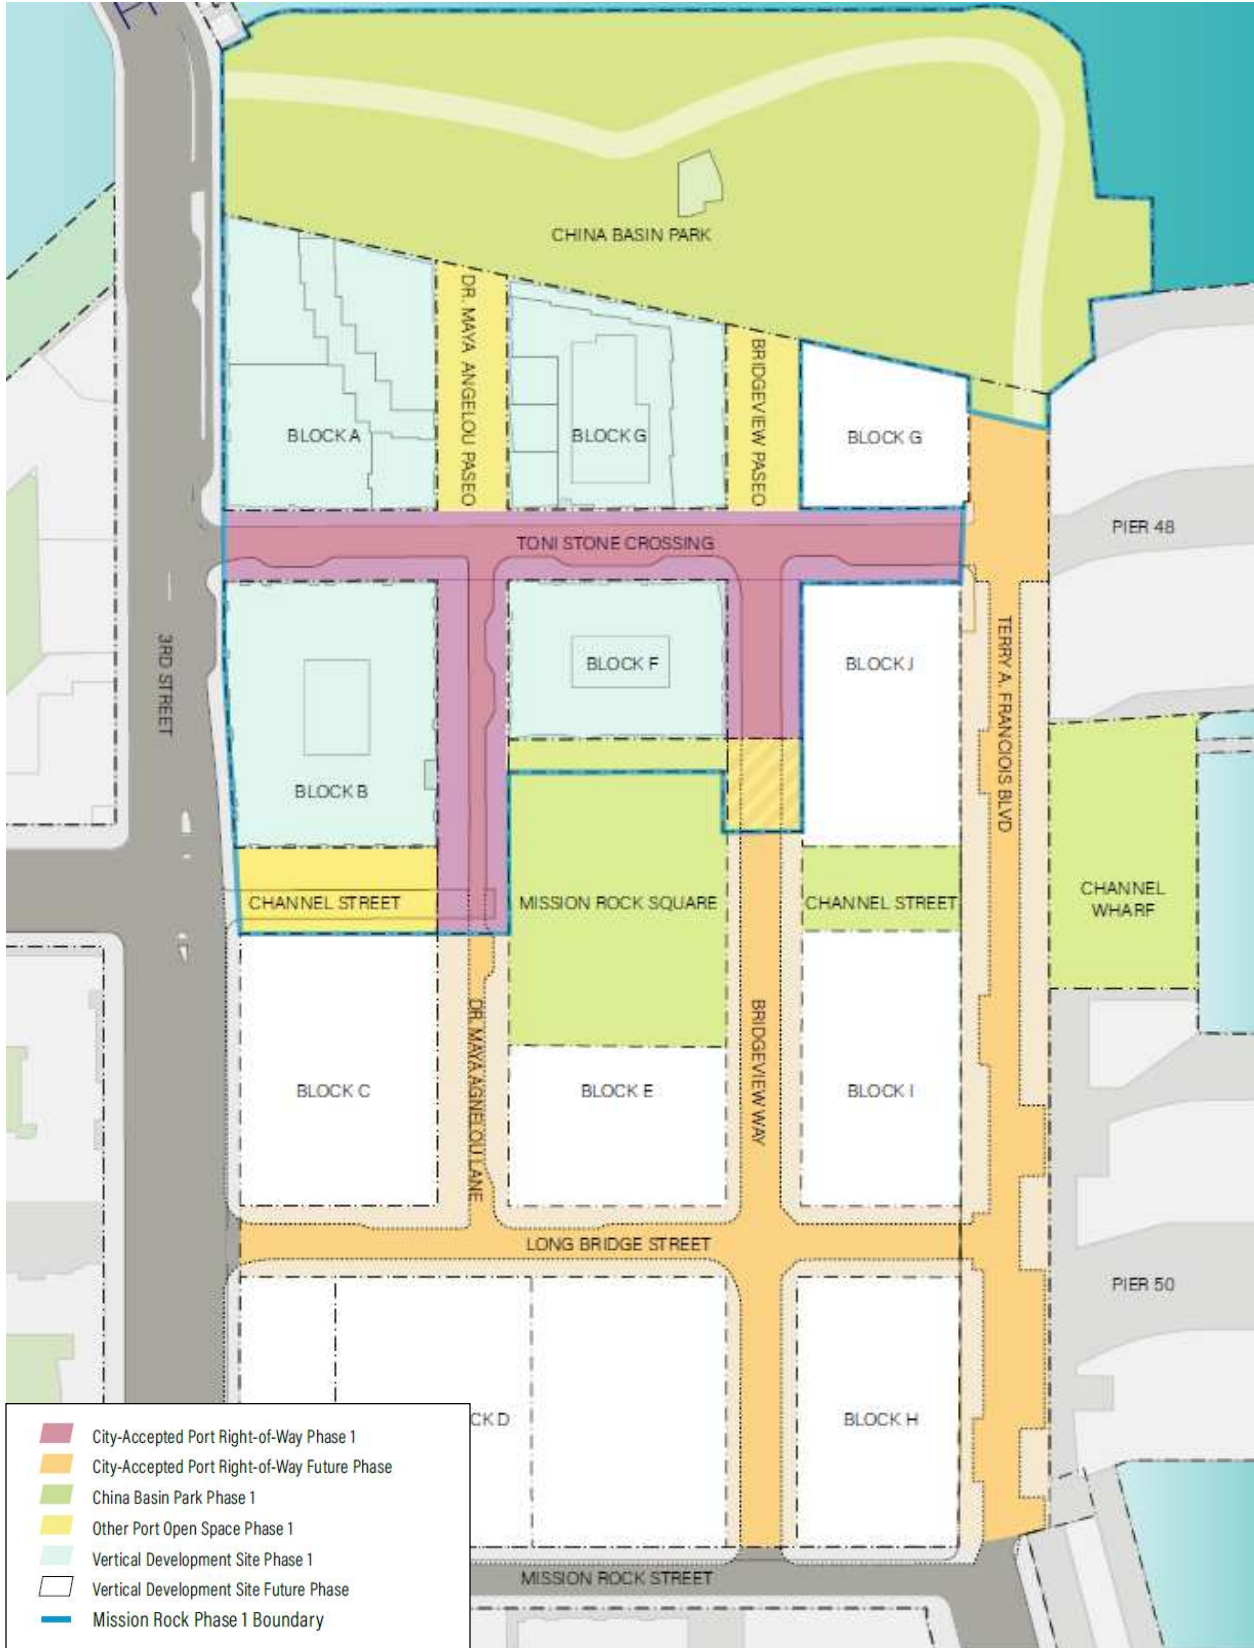 CHINA BASIN PARK
DR. MAYA ANGELOU PASEO
BRIDGEVIEW PASEO
BLOCK A
BLOCK G
BLOCK G
PIER 48
TONI STONE CROSSING
3RD STREET
BLOCK F
BLOCK J
TERRY A. FRANCIOIS BLVD
BLOCK B
CHANNEL STREET
MISSION ROCK SQUARE
CHANNEL STREET
CHANNEL
WHARF
DR. MAYA AGNELOU LANE
BRIDGEVIEW WAY
BLOCK C
BLOCK E
BLOCK I
LONG BRIDGE STREET
PIER 50
CK D
BLOCK H
MISSION ROCK STREET
City-Accepted Port Right-of-Way Phase 1
City-Accepted Port Right-of-Way Future Phase
China Basin Park Phase 1
Other Port Open Space Phase 1
Vertical Development Site Phase 1
Vertical Development Site Future Phase
Mission Rock Phase 1 Boundary